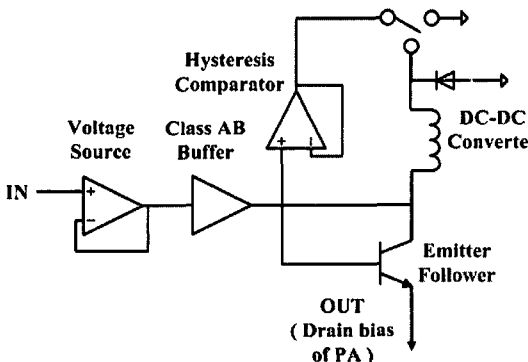 Hysteresis
Comparator
Voltage
Source
Class AB
Buffer
DC-DC
Converte
IN
+
−
+
−
Emitter
Follower
OUT
( Drain bias
of PA )